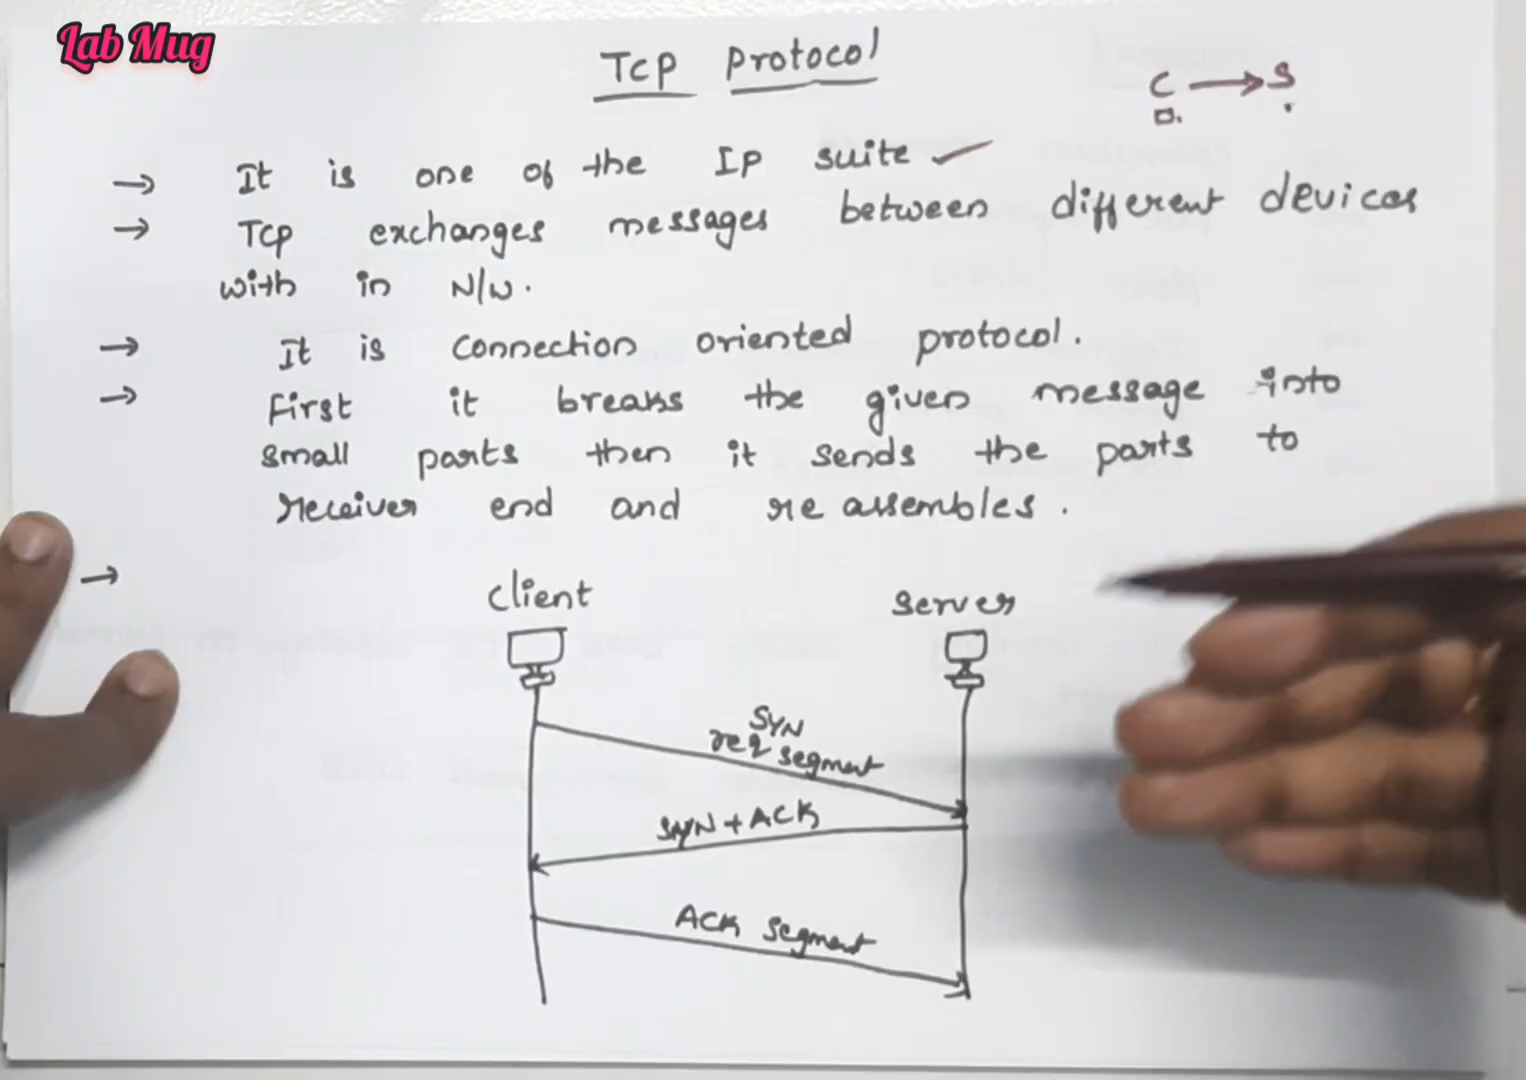 Lab Mug
TCP Protocol
C → S
→ It is one of the IP suite ✓
→ TCP exchanges messages between different devices
with in N/W.
→ It is connection oriented protocol.
→ First it breaks the given message into
small parts then it sends the parts to
receiver end and re assembles.
→
Client Server
SYN
req segment
SYN + ACK
ACK segment